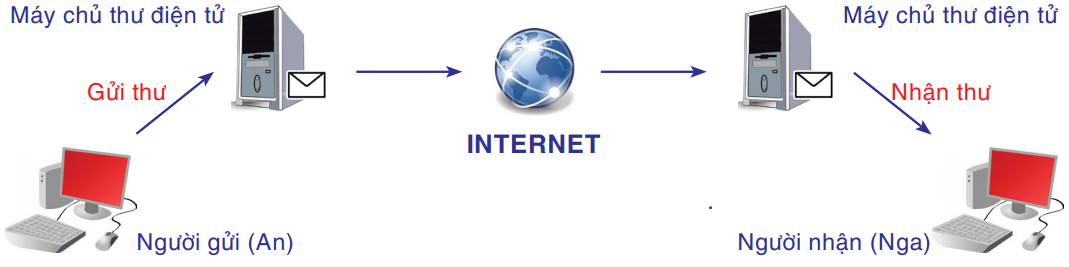 Máy chủ thư điện tử
Máy chủ thư điện tử
Gửi thư
Nhận thư
INTERNET
Người gửi (An)
Người nhận (Nga)